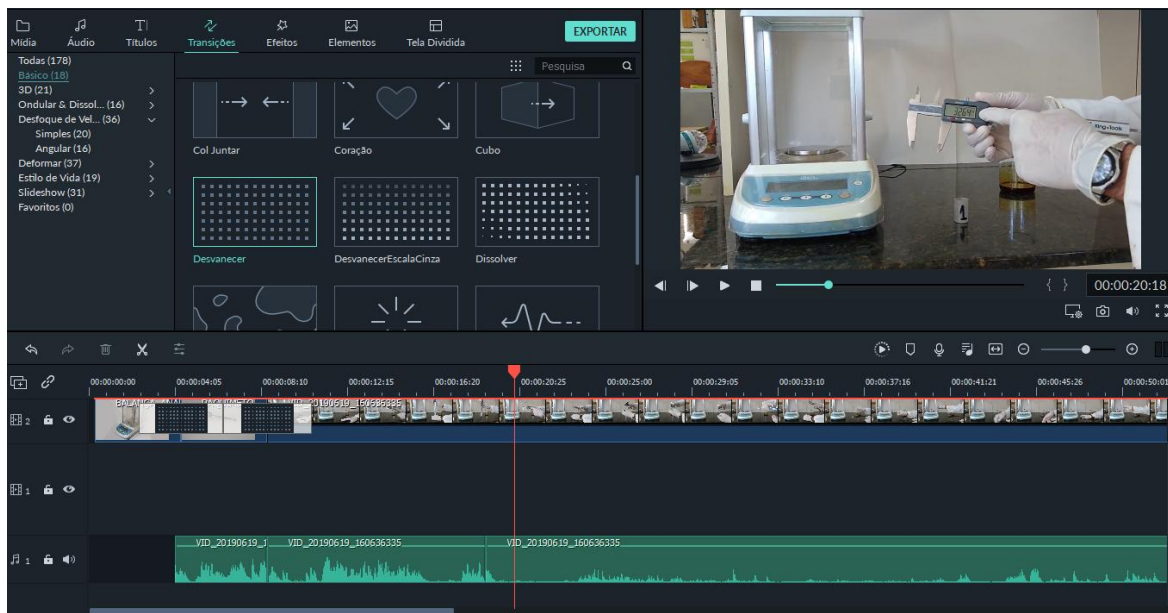 Mídia
Áudio
Títulos
Transições
Efeitos
Elementos
Tela Dividida
EXPORTAR
Todas (178)
Básico (18)
3D (21)
Ondular & Dissol... (16)
Desfoque de Vel... (36)
Simples (20)
Angular (16)
Deformar (37)
Estilo de Vida (19)
Slideshow (31)
Favoritos (0)
Pesquisa
Col Juntar
Coração
Cubo
Desvanecer
DesvanecerEscalaCinza
Dissolver
1
00:00:20:18
00:00:00:00
00:00:04:05
00:00:08:10
00:00:12:15
00:00:16:20
00:00:20:25
00:00:25:00
00:00:29:05
00:00:33:10
00:00:37:16
00:00:41:21
00:00:45:26
00:00:50:01
2
VID_20190619_160636335
1
1
VID_20190619_1
VID_20190619_160636335
VID_20190619_160636335